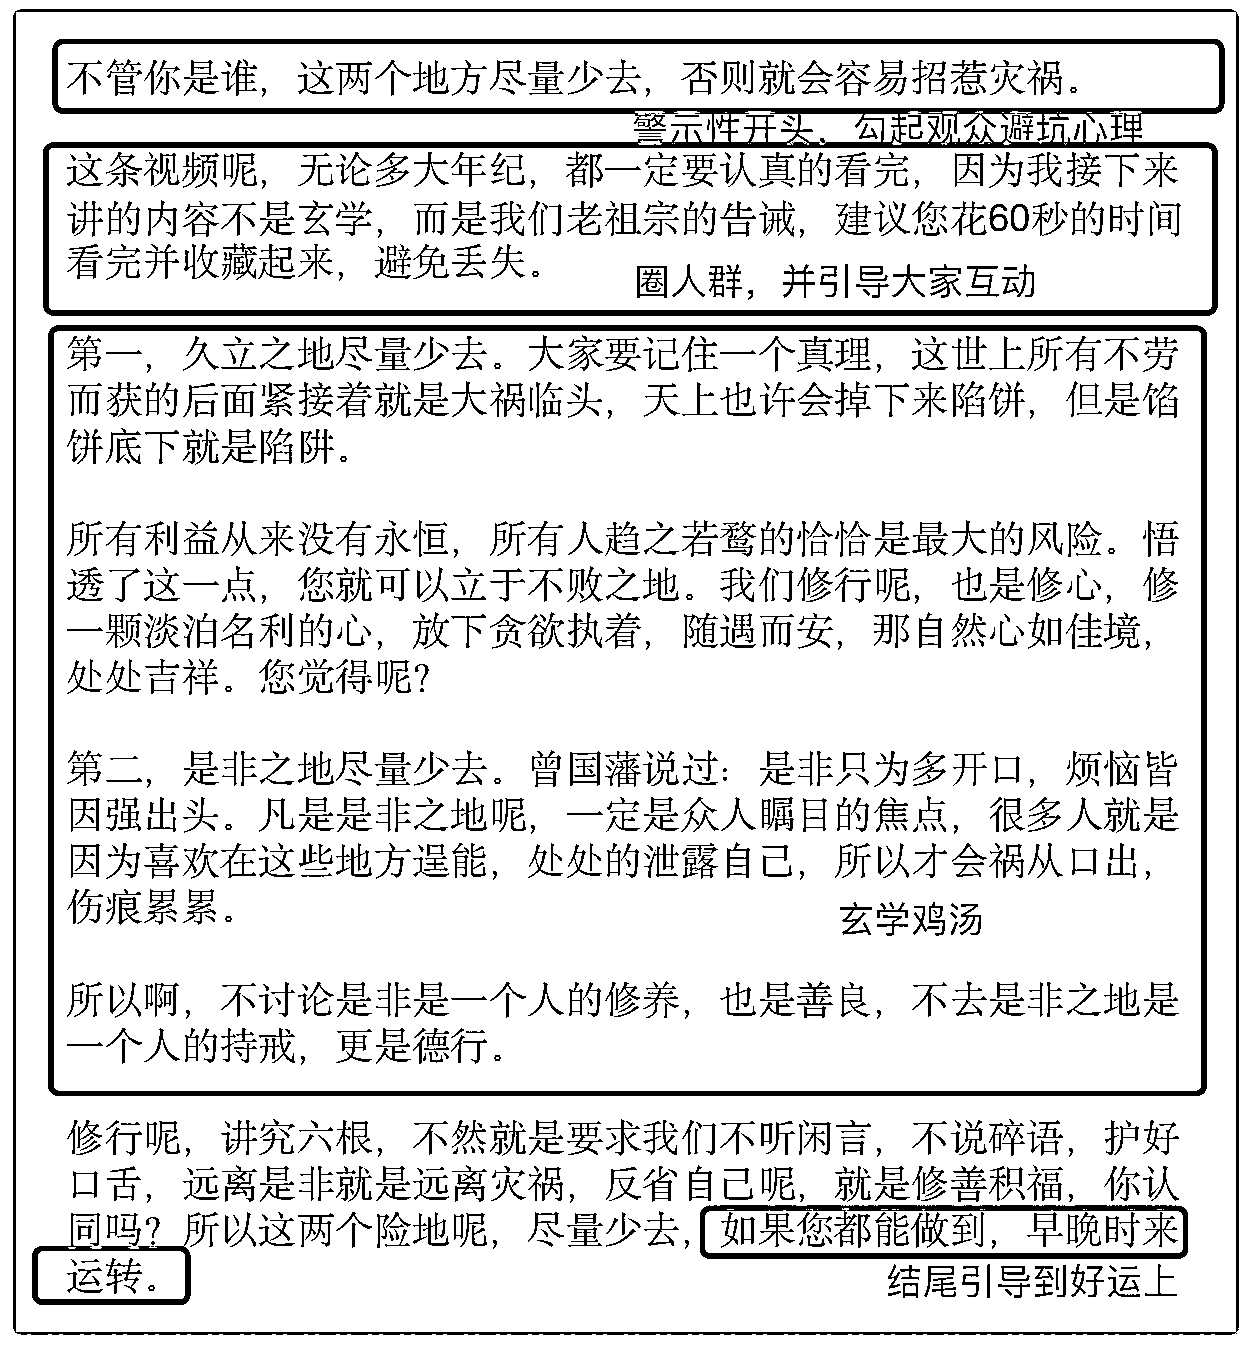 不管你是谁，这两个地方尽量少去，否则就会容易招惹灾祸。
警示性开头，勾起观众避坑心理
这条视频呢，无论多大年纪，都一定要认真的看完，因为我接下来
讲的内容不是玄学，而是我们老祖宗的告诫，建议您花60秒的时间
看完并收藏起来，避免丢失。
圈人群，并引导大家互动
第一，久立之地尽量少去。大家要记住一个真理，这世上所有不劳
而获的后面紧接着就是大祸临头，天上也许会掉下来陷饼，但是馅
饼底下就是陷阱。
所有利益从来没有永恒，所有人趋之若鹜的恰恰是最大的风险。悟
透了这一点，您就可以立于不败之地。我们修行呢，也是修心，修
一颗淡泊名利的心，放下贪欲执着，随遇而安，那自然心如佳境，
处处吉祥。您觉得呢?
第二，是非之地尽量少去。曾国藩说过：是非只为多开口，烦恼皆
因强出头。凡是是非之地呢，一定是众人瞩目的焦点，很多人就是
因为喜欢在这些地方逞能，处处的泄露自己，所以才会祸从口出，
伤痕累累。
玄学鸡汤
所以啊，不讨论是非是一个人的修养，也是善良，不去是非之地是
一个人的持戒，更是德行。
修行呢，讲究六根，不然就是要求我们不听闲言，不说碎语，护好
口舌，远离是非就是远离灾祸，反省自己呢，就是修善积福，你认
同吗？所以这两个险地呢，尽量少去，如果您都能做到，早晚时来
运转。
结尾引导到好运上